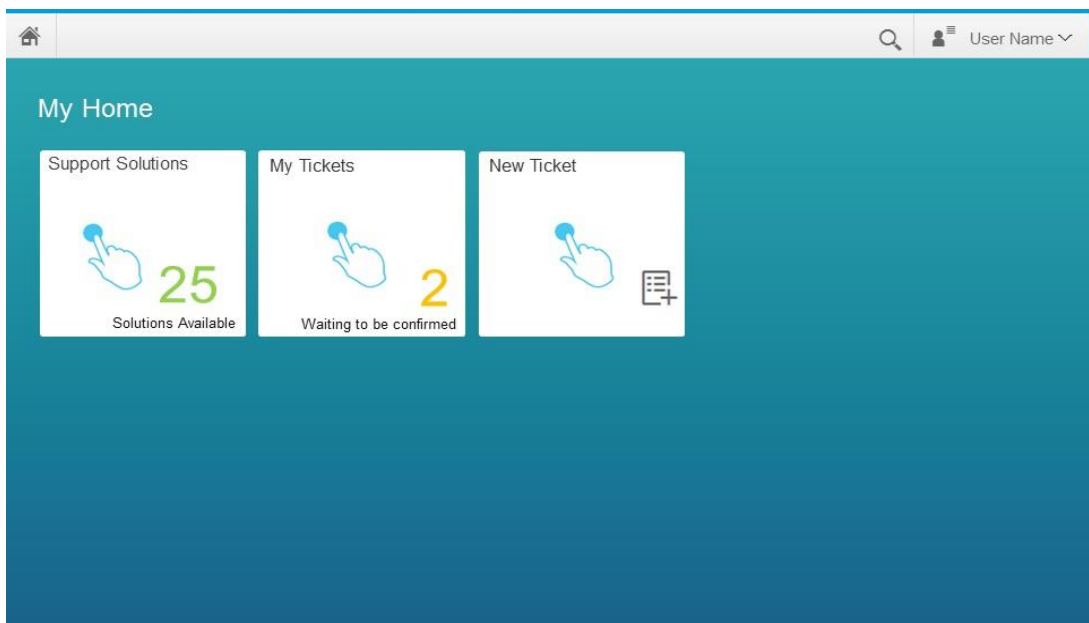 User Name
My Home
Support Solutions
25
Solutions Available
My Tickets
2
Waiting to be confirmed
New Ticket